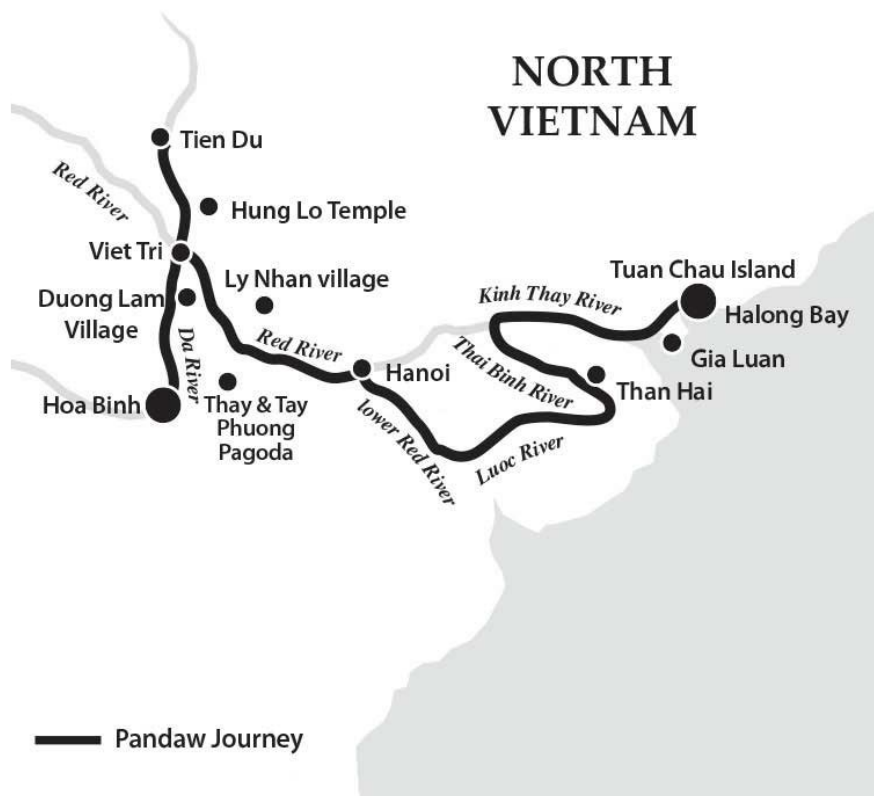 NORTH
VIETNAM
Tien Du
Red River
Hung Lo Temple
Viet Tri
Ly Nhan village
Duong Lam
Village
Da River
Red River
Hoa Binh
Thay & Tay
Phuong
Pagoda
Hanoi
lower Red River
Luoc River
Thai Binh River
Than Hai
Kinh Thay River
Tuan Chau Island
Halong Bay
Gia Luan
Pandaw Journey